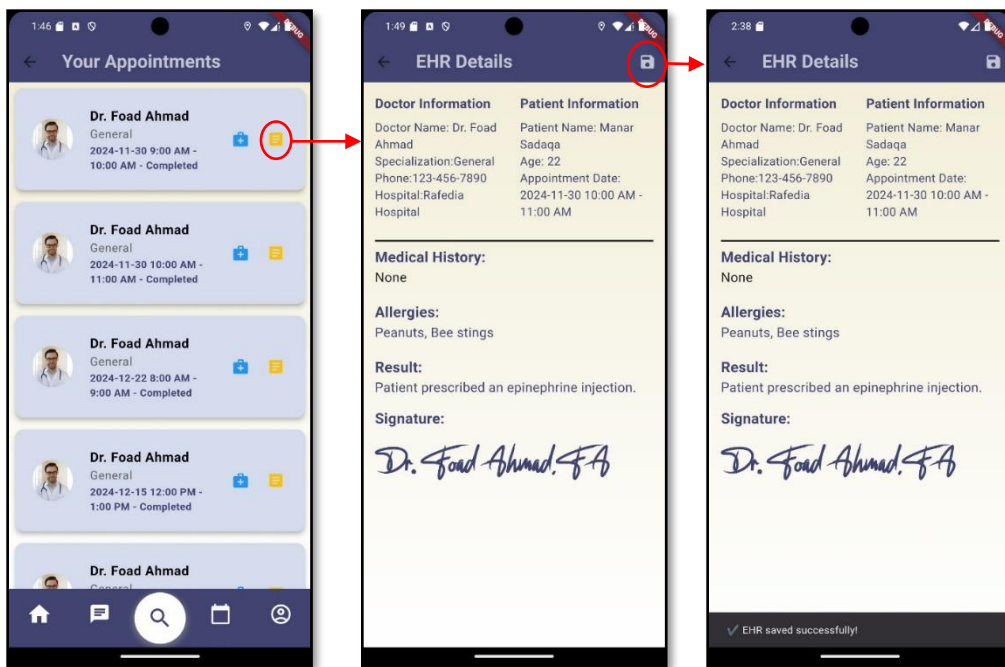 1:46
DEBUG
Your Appointments
Dr. Foad Ahmad
General
2024-11-30 9:00 AM -
10:00 AM - Completed
Dr. Foad Ahmad
General
2024-11-30 10:00 AM -
11:00 AM - Completed
Dr. Foad Ahmad
General
2024-12-22 8:00 AM -
9:00 AM - Completed
Dr. Foad Ahmad
General
2024-12-15 12:00 PM -
1:00 PM - Completed
Dr. Foad Ahmad
General
1:49
DEBUG
EHR Details
Doctor Information
Doctor Name: Dr. Foad
Ahmad
Specialization:General
Phone:123-456-7890
Hospital:Rafedia
Hospital
Patient Information
Patient Name: Manar
Sadaqa
Age: 22
Appointment Date:
2024-11-30 10:00 AM -
11:00 AM
Medical History:
None
Allergies:
Peanuts, Bee stings
Result:
Patient prescribed an epinephrine injection.
Signature:
Dr. Foad Ahmad. FA
2:38
DEBUG
EHR Details
Doctor Information
Doctor Name: Dr. Foad
Ahmad
Specialization:General
Phone:123-456-7890
Hospital:Rafedia
Hospital
Patient Information
Patient Name: Manar
Sadaqa
Age: 22
Appointment Date:
2024-11-30 10:00 AM -
11:00 AM
Medical History:
None
Allergies:
Peanuts, Bee stings
Result:
Patient prescribed an epinephrine injection.
Signature:
Dr. Foad Ahmad. FA
✓ EHR saved successfully!